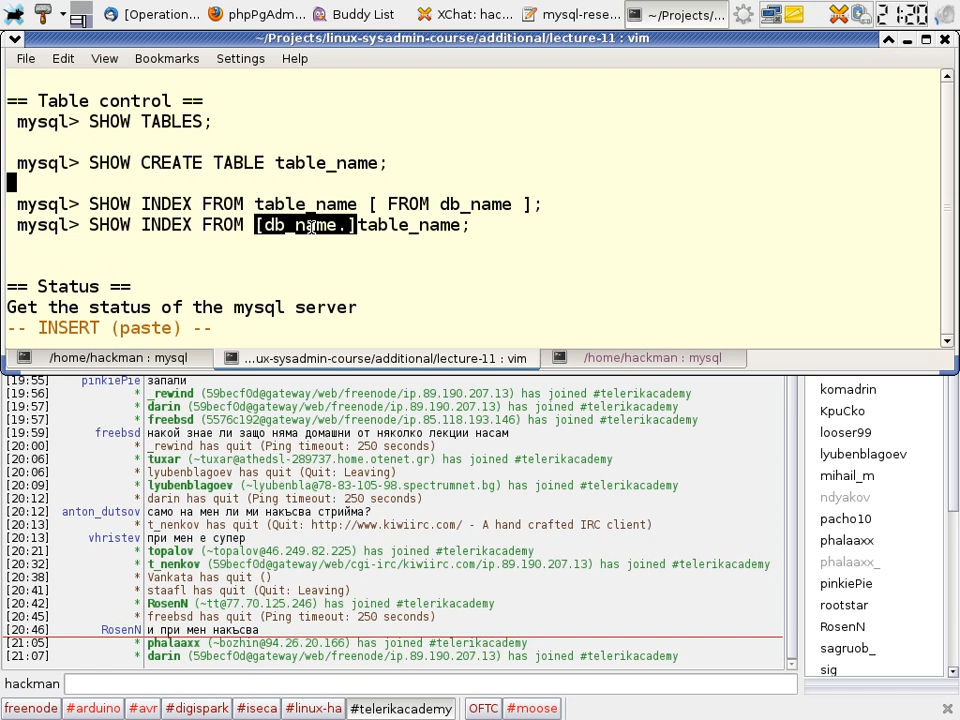 [Operation...
phpPgAdm...
Buddy List
XChat: hac...
mysql-rese...
~/Projects/...
21:20
~/Projects/linux-sysadmin-course/additional/lecture-11 : vim
File Edit View Bookmarks Settings Help
== Table control ==
mysql> SHOW TABLES;
mysql> SHOW CREATE TABLE table_name;
mysql> SHOW INDEX FROM table_name [ FROM db_name ];
mysql> SHOW INDEX FROM [db_name.]table_name;
== Status ==
Get the status of the mysql server
-- INSERT (paste) --
/home/hackman : mysql
...ux-sysadmin-course/additional/lecture-11 : vim
/home/hackman : mysql
[19:55] pinkiePie запали
[19:56] * _rewind (59becf0d@gateway/web/freenode/ip.89.190.207.13) has joined #telerikacademy
[19:57] * darin (59becf0d@gateway/web/freenode/ip.89.190.207.13) has joined #telerikacademy
[19:57] * freebsd (5576c192@gateway/web/freenode/ip.85.118.193.146) has joined #telerikacademy
[19:59] freebsd някой знае ли защо няма домашни от няколко лекции насам
[20:00] * _rewind has quit (Ping timeout: 250 seconds)
[20:06] * tuxar (~tuxar@athedsl-289737.home.otenet.gr) has joined #telerikacademy
[20:06] * lyubenblagoev has quit (Quit: Leaving)
[20:09] * lyubenblagoev (~lyubenbla@78-83-105-98.spectrumnet.bg) has joined #telerikacademy
[20:12] * darin has quit (Ping timeout: 250 seconds)
[20:12] anton_dutsov само на мен ли ми накъсва стрийма?
[20:13] * t_nenkov has quit (Quit: http://www.kiwiirc.com/ - A hand crafted IRC client)
[20:13] vhristev при мен е супер
[20:21] * topalov (~topalov@46.249.82.225) has joined #telerikacademy
[20:32] * t_nenkov (59becf0d@gateway/web/cgi-irc/kiwiirc.com/ip.89.190.207.13) has joined #telerikacademy
[20:38] * Vankata has quit ()
[20:41] * staafl has quit (Quit: Leaving)
[20:42] * RosenN (~tt@77.70.125.246) has joined #telerikacademy
[20:45] * freebsd has quit (Ping timeout: 250 seconds)
[20:46] RosenN и при мен накъсва
[21:05] * phalaaxx (~bozhin@94.26.20.166) has joined #telerikacademy
[21:07] * darin (59becf0d@gateway/web/freenode/ip.89.190.207.13) has joined #telerikacademy
komadrin
KpuCko
looser99
lyubenblagoev
mihail_m
ndyakov
pacho10
phalaaxx
phalaaxx_
pinkiePie
rootstar
RosenN
sagruob_
sig
hackman
freenode #arduino #avr #digispark #iseca #linux-ha #telerikacademy OFTC #moose